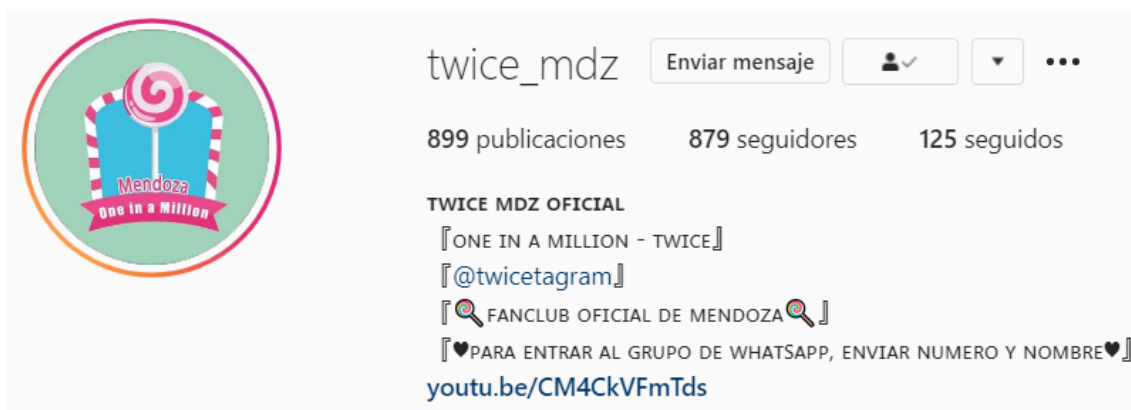 Mendoza
One in a Million
twice_mdz Enviar mensaje
899 publicaciones 879 seguidores 125 seguidos
TWICE MDZ OFICIAL
『ONE IN A MILLION - TWICE』
『@twicetagram』
『🍭FANCLUB OFICIAL DE MENDOZA🍭』
『♥PARA ENTRAR AL GRUPO DE WHATSAPP, ENVIAR NUMERO Y NOMBRE♥』
youtu.be/CM4CkVFmTds